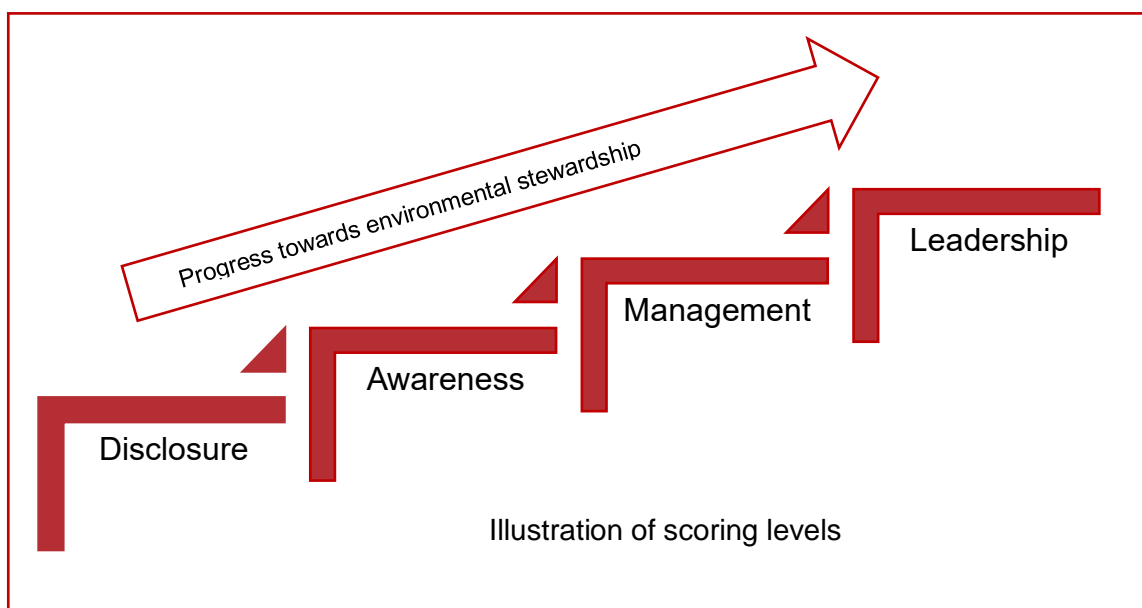 Progress towards environmental stewardship
Leadership
Management
Awareness
Disclosure
Illustration of scoring levels